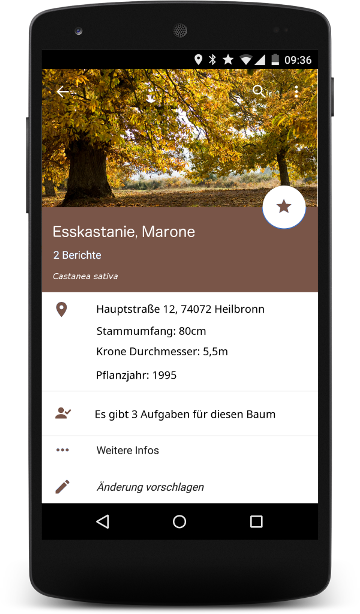 09:36
Esskastanie, Marone
2 Berichte
Castanea sativa
Hauptstraße 12, 74072 Heilbronn
Stammumfang: 80cm
Krone Durchmesser: 5,5m
Pflanzjahr: 1995
Es gibt 3 Aufgaben für diesen Baum
Weitere Infos
Änderung vorschlagen